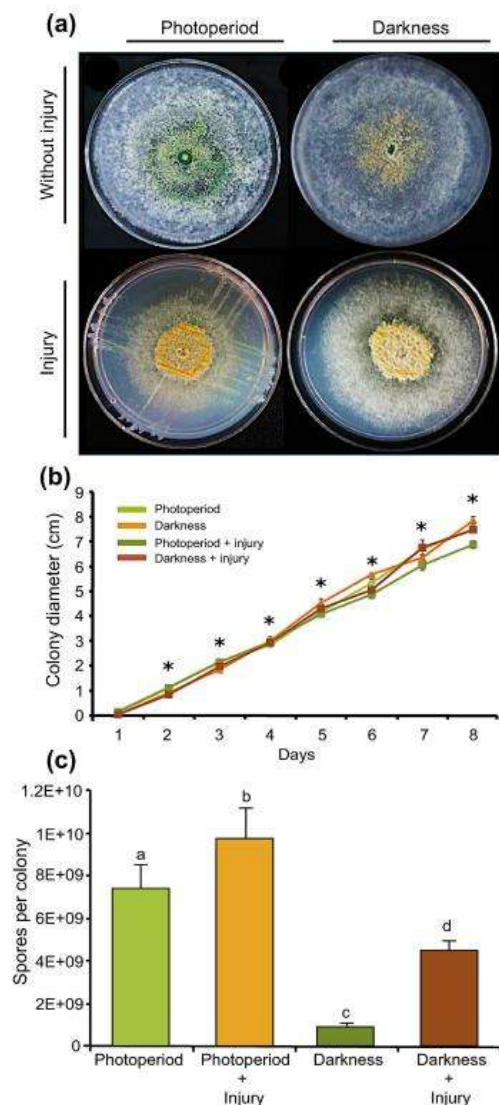 (a)
Photoperiod Darkness
Without injury
Injury
(b)
Colony diameter (cm)
9
8
7
6
5
4
3
2
1
0
Photoperiod
Darkness
Photoperiod + injury
Darkness + injury
* * * * * * *
1 2 3 4 5 6 7 8
Days
(c)
Spores per colony
1.2E+10
1E+10
8E+09
6E+09
4E+09
2E+09
0
a
b
c
d
Photoperiod Photoperiod + Injury Darkness Darkness + Injury